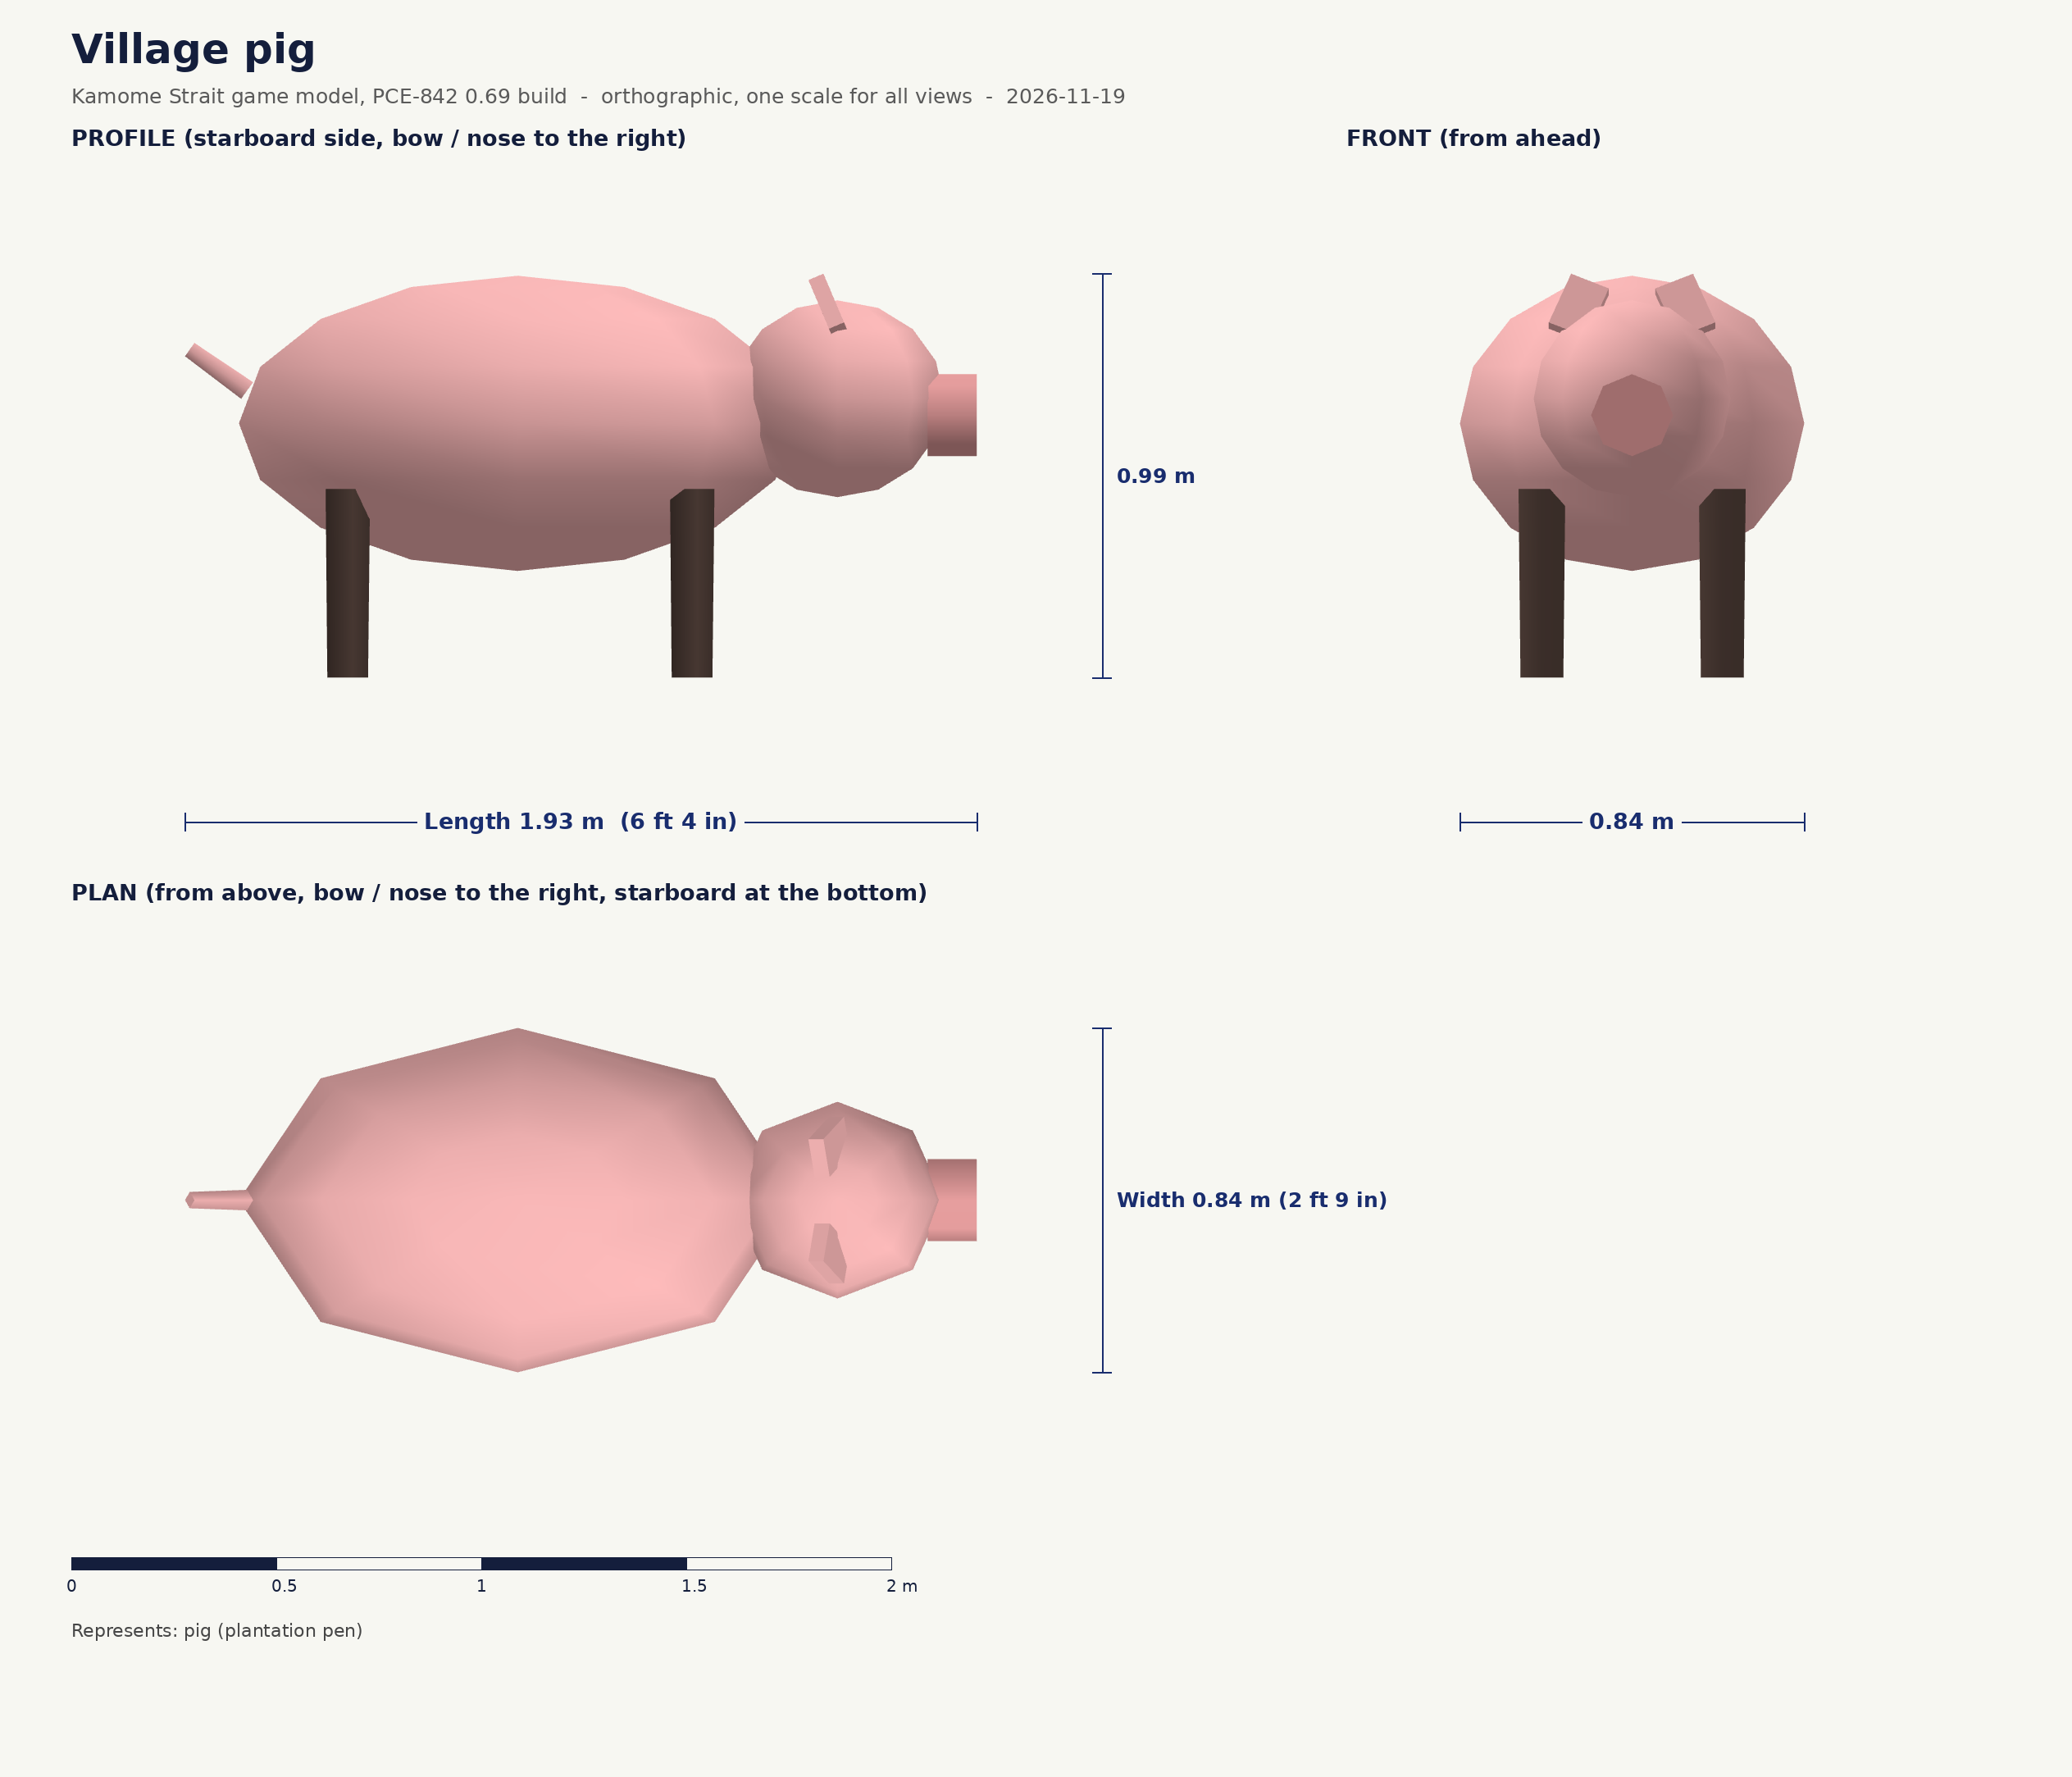 Village pig
Kamome Strait game model, PCE-842 0.69 build  -  orthographic, one scale for all views  -  2026-11-19
PROFILE (starboard side, bow / nose to the right)
FRONT (from ahead)
0.99 m
Length 1.93 m  (6 ft 4 in)
0.84 m
PLAN (from above, bow / nose to the right, starboard at the bottom)
Width 0.84 m (2 ft 9 in)
0 0.5 1 1.5 2 m
Represents: pig (plantation pen)